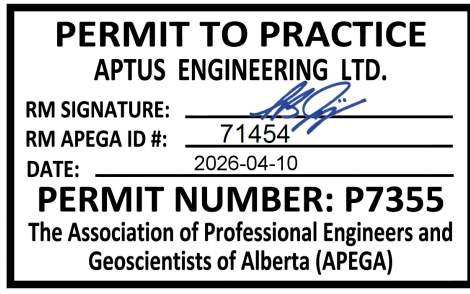 PERMIT TO PRACTICE
APTUS ENGINEERING LTD.
RM SIGNATURE:
RM APEGA ID #: 71454
DATE: 2026-04-10
PERMIT NUMBER: P7355
The Association of Professional Engineers and
Geoscientists of Alberta (APEGA)